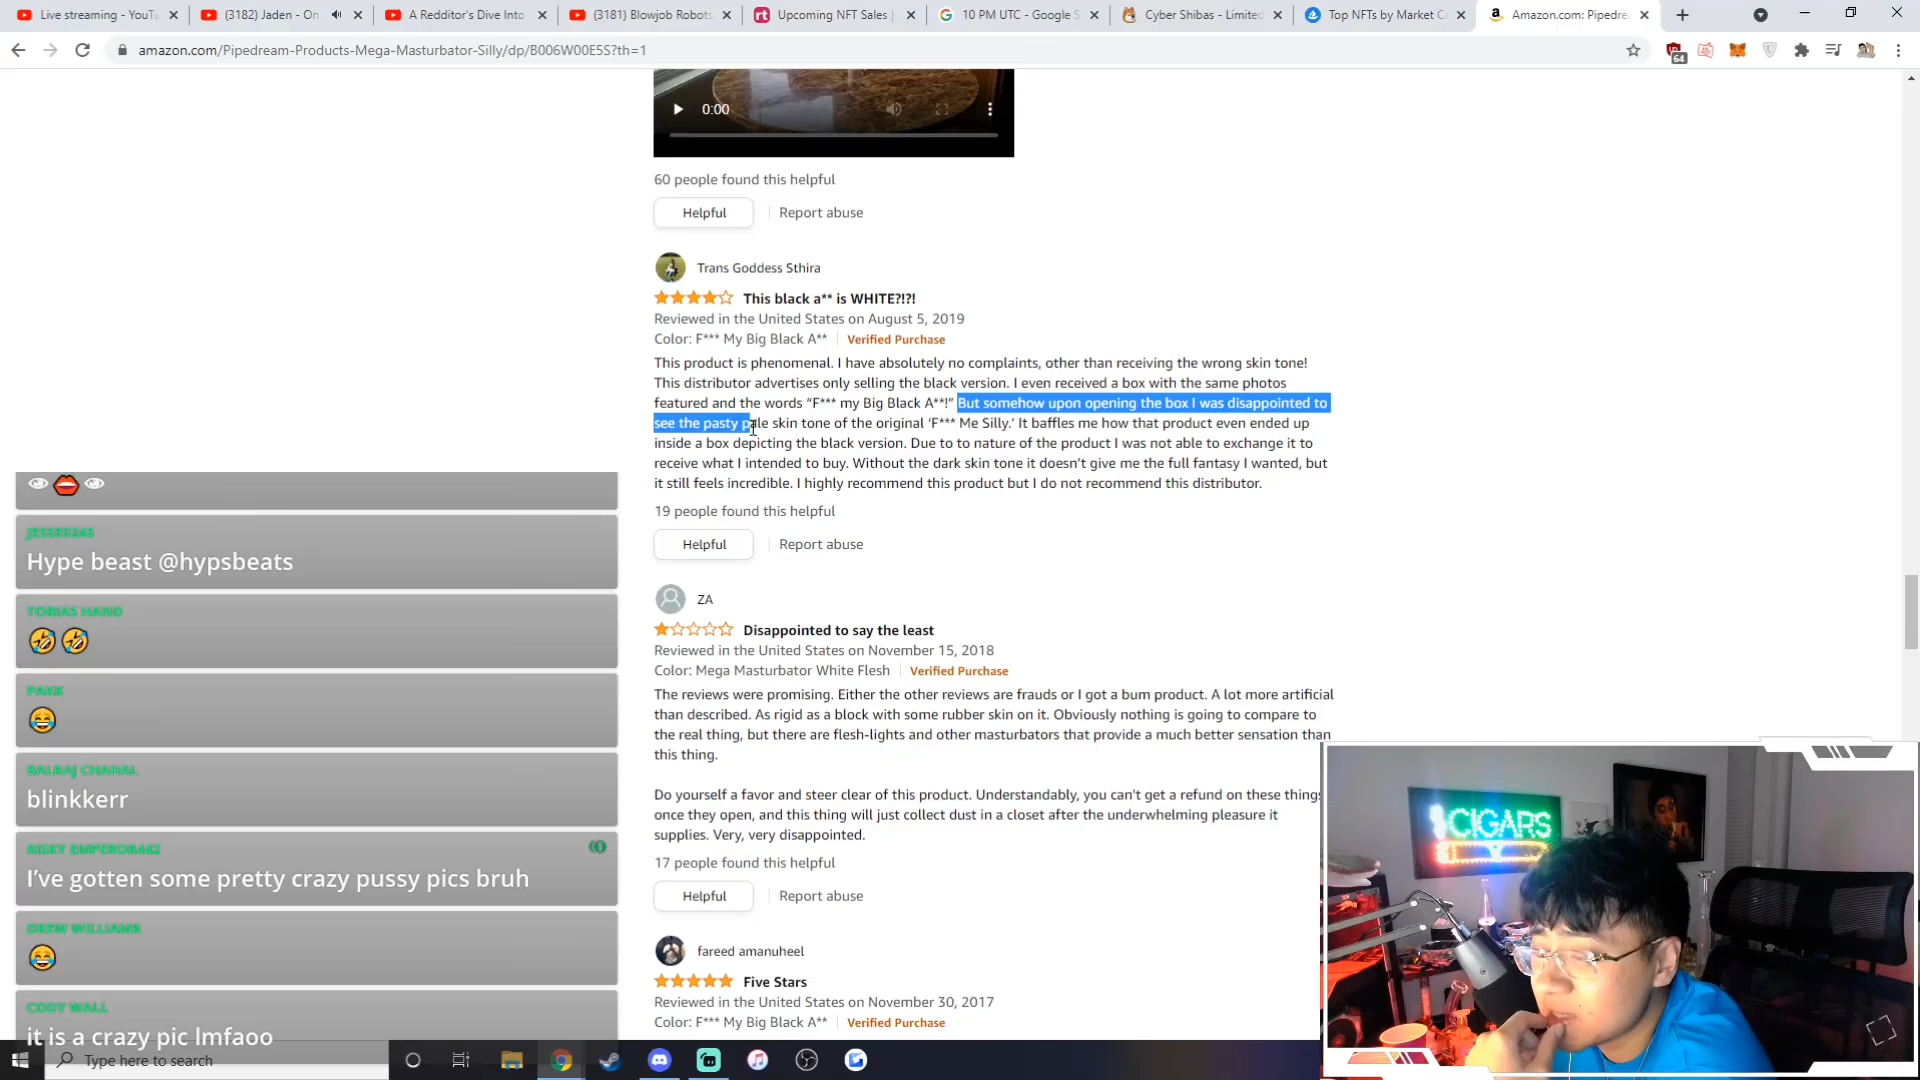 Live streaming - YouTu
(3182) Jaden - On
A Redditor's Dive Into
(3181) Blowjob Robots
Upcoming NFT Sales
10 PM UTC - Google S
Cyber Shibas - Limited
Top NFTs by Market C
Amazon.com: Pipedre
amazon.com/Pipedream-Products-Mega-Masturbator-Silly/dp/B006W00E5S?th=1
64
0:00
60 people found this helpful
Helpful
Report abuse
Trans Goddess Sthira
This black a** is WHITE?!?!
Reviewed in the United States on August 5, 2019
Color: F*** My Big Black A** Verified Purchase
This product is phenomenal. I have absolutely no complaints, other than receiving the wrong skin tone!
This distributor advertises only selling the black version. I even received a box with the same photos
featured and the words “F*** my Big Black A**!” But somehow upon opening the box I was disappointed to
see the pasty pale skin tone of the original ‘F*** Me Silly.’ It baffles me how that product even ended up
inside a box depicting the black version. Due to to nature of the product I was not able to exchange it to
receive what I intended to buy. Without the dark skin tone it doesn't give me the full fantasy I wanted, but
it still feels incredible. I highly recommend this product but I do not recommend this distributor.
19 people found this helpful
Helpful
Report abuse
ZA
Disappointed to say the least
Reviewed in the United States on November 15, 2018
Color: Mega Masturbator White Flesh Verified Purchase
The reviews were promising. Either the other reviews are frauds or I got a bum product. A lot more artificial
than described. As rigid as a block with some rubber skin on it. Obviously nothing is going to compare to
the real thing, but there are flesh-lights and other masturbators that provide a much better sensation than
this thing.
Do yourself a favor and steer clear of this product. Understandably, you can't get a refund on these things
once they open, and this thing will just collect dust in a closet after the underwhelming pleasure it
supplies. Very, very disappointed.
17 people found this helpful
Helpful
Report abuse
fareed amanuheel
Five Stars
Reviewed in the United States on November 30, 2017
Color: F*** My Big Black A** Verified Purchase
👁👄👁
JESSEG245
Hype beast @hypsbeats
TOBIAS HAND
🤣🤣
PAKK
😂
BALRAJ CHAHAL
blinkkerr
RISKY EMPEROR442
I’ve gotten some pretty crazy pussy pics bruh
DREW WILLIAMS
😂
CODY WALL
it is a crazy pic lmfaoo
Type here to search
CIGARS